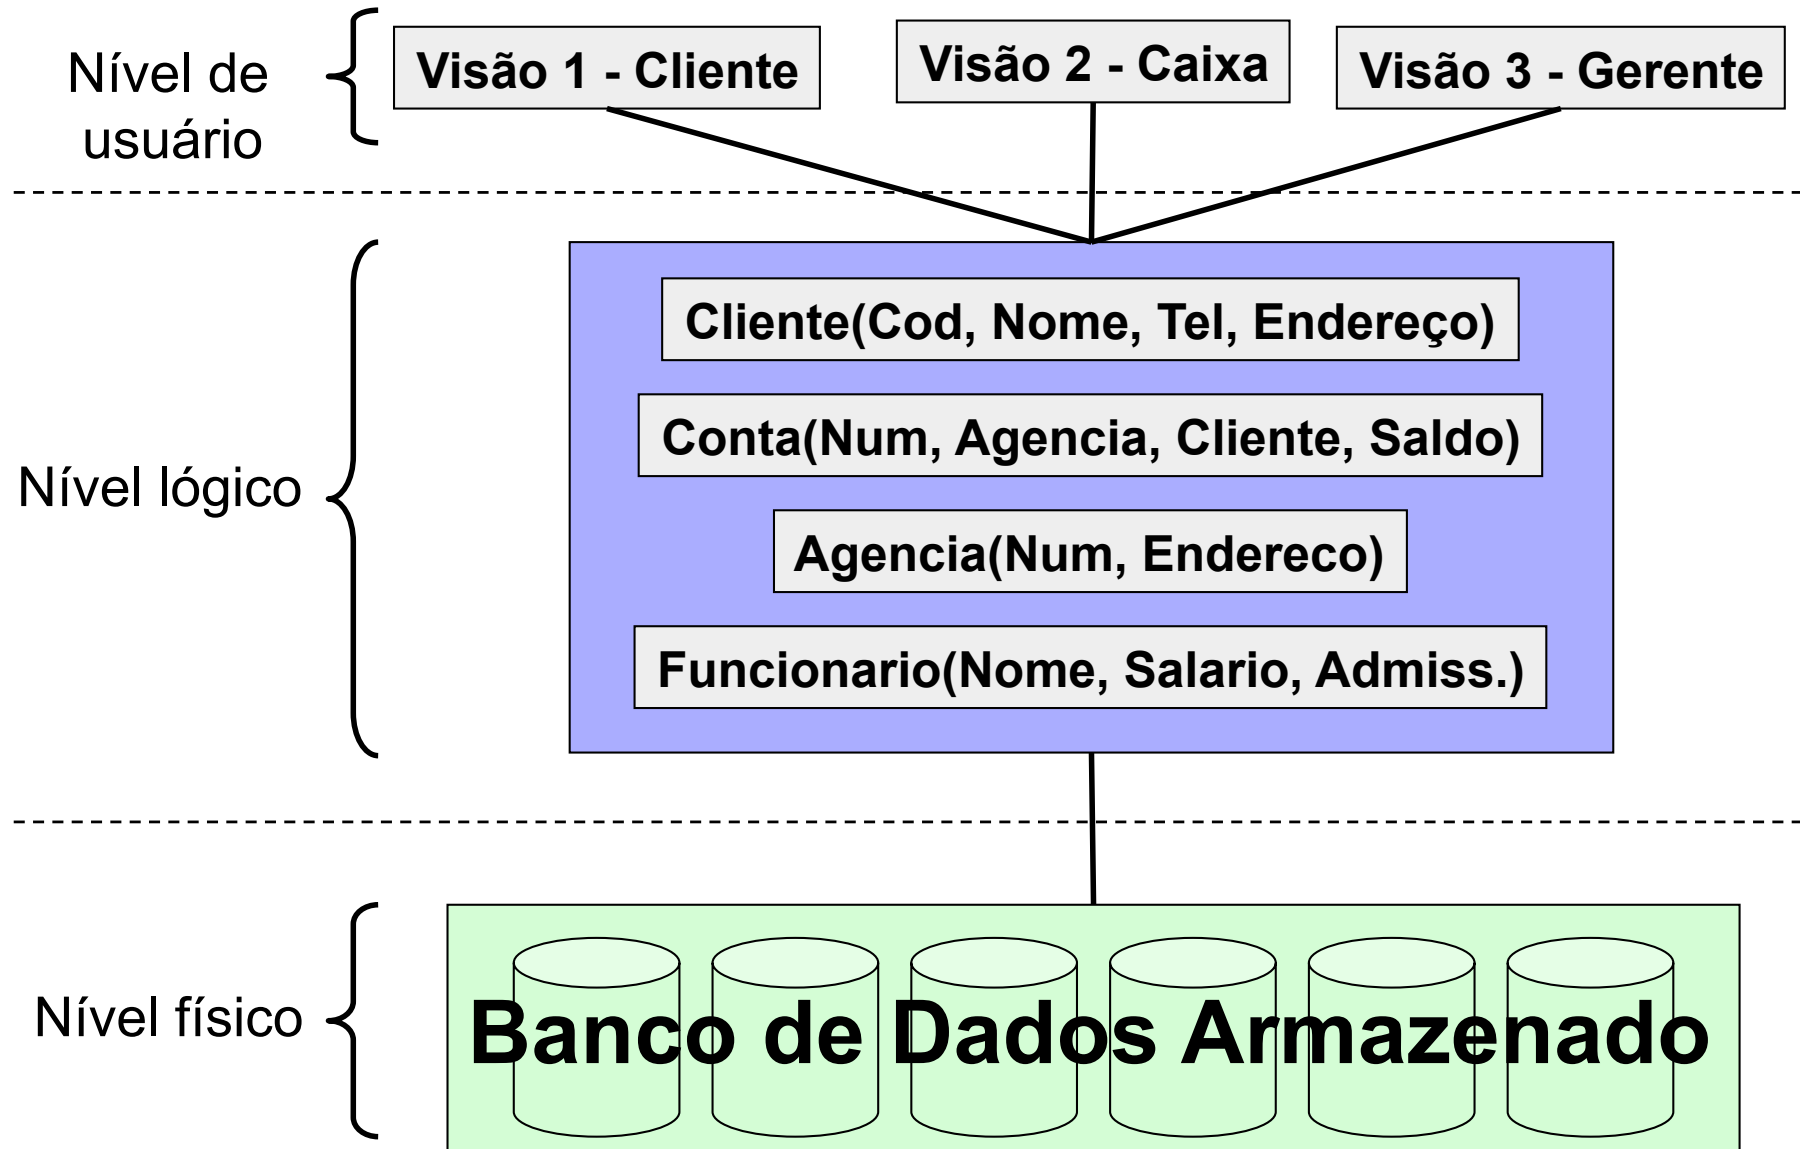 Nível de
usuário
Visão 1 - Cliente
Visão 2 - Caixa
Visão 3 - Gerente
Nível lógico
Cliente(Cod, Nome, Tel, Endereço)
Conta(Num, Agencia, Cliente, Saldo)
Agencia(Num, Endereco)
Funcionario(Nome, Salario, Admiss.)
Nível físico
Banco de Dados Armazenado